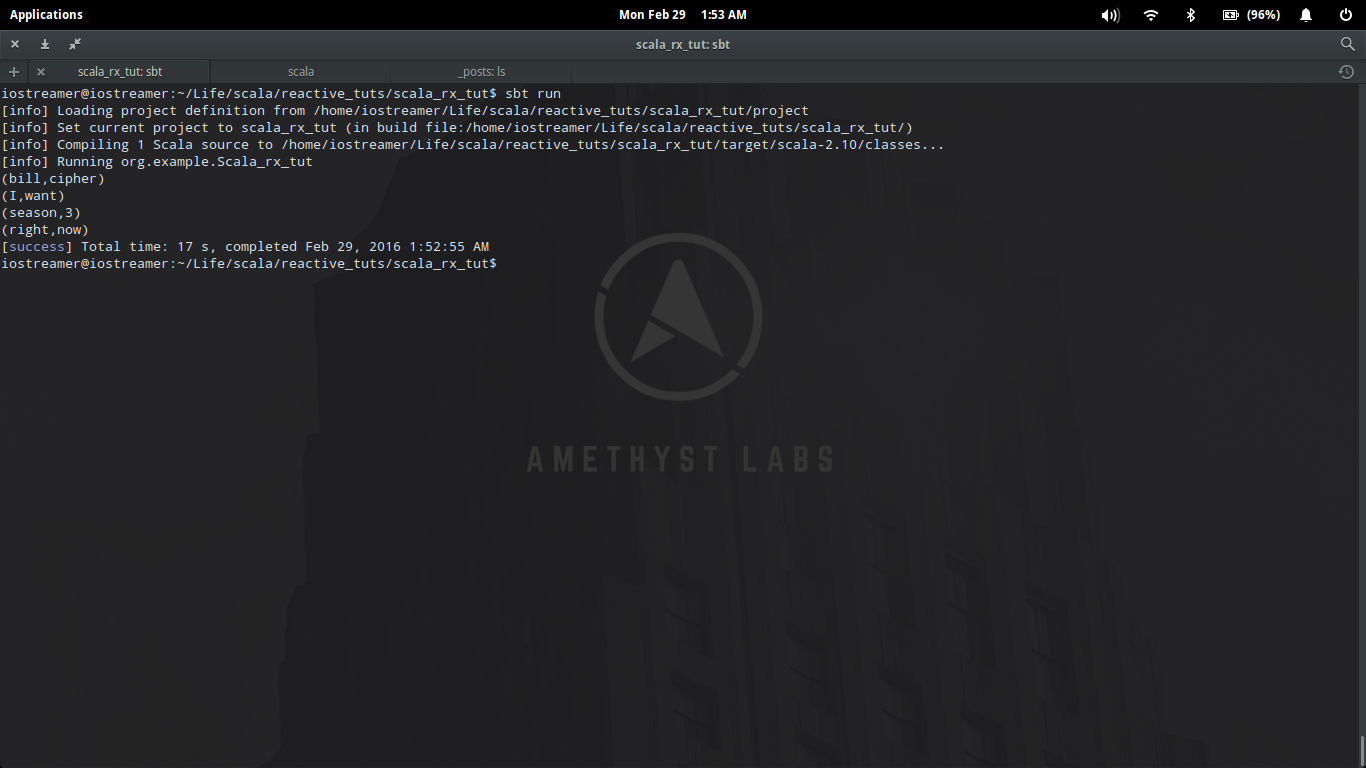 Applications
Mon Feb 29 1:53 AM
(96%)
scala_rx_tut: sbt
scala_rx_tut: sbt
scala
_posts: ls
iostreamer@iostreamer:~/Life/scala/reactive_tuts/scala_rx_tut$ sbt run
[info] Loading project definition from /home/iostreamer/Life/scala/reactive_tuts/scala_rx_tut/project
[info] Set current project to scala_rx_tut (in build file:/home/iostreamer/Life/scala/reactive_tuts/scala_rx_tut/)
[info] Compiling 1 Scala source to /home/iostreamer/Life/scala/reactive_tuts/scala_rx_tut/target/scala-2.10/classes...
[info] Running org.example.Scala_rx_tut
(bill,cipher)
(I,want)
(season,3)
(right,now)
[success] Total time: 17 s, completed Feb 29, 2016 1:52:55 AM
iostreamer@iostreamer:~/Life/scala/reactive_tuts/scala_rx_tut$
AMETHYST LABS